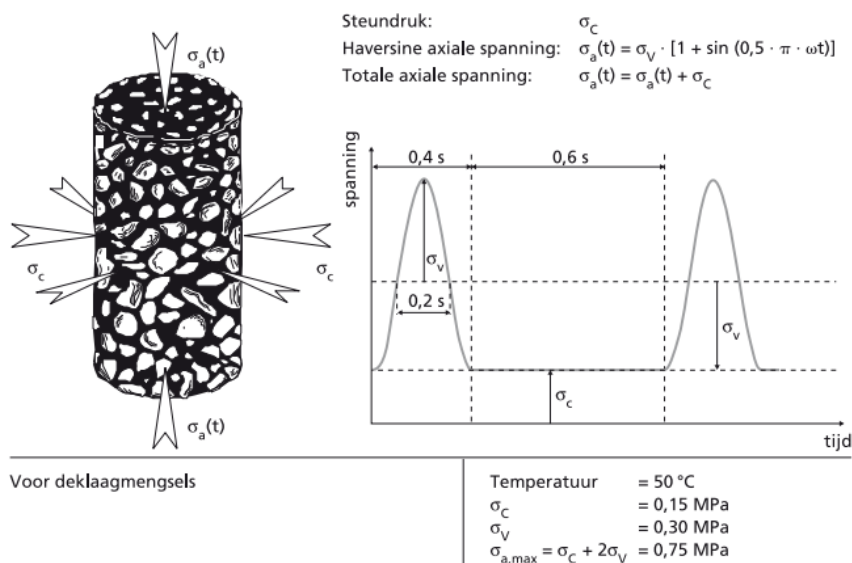 Steundruk: σC
Haversine axiale spanning: σa(t) = σV · [1 + sin (0,5 · π · ωt)]
Totale axiale spanning: σa(t) = σa(t) + σC
σa(t)
σc
σc
σa(t)
spanning
0,4 s
0,6 s
σv
0,2 s
σv
σc
tijd
Voor deklaagmengsels
Temperatuur = 50 °C
σC = 0,15 MPa
σV = 0,30 MPa
σa,max = σC + 2σV = 0,75 MPa